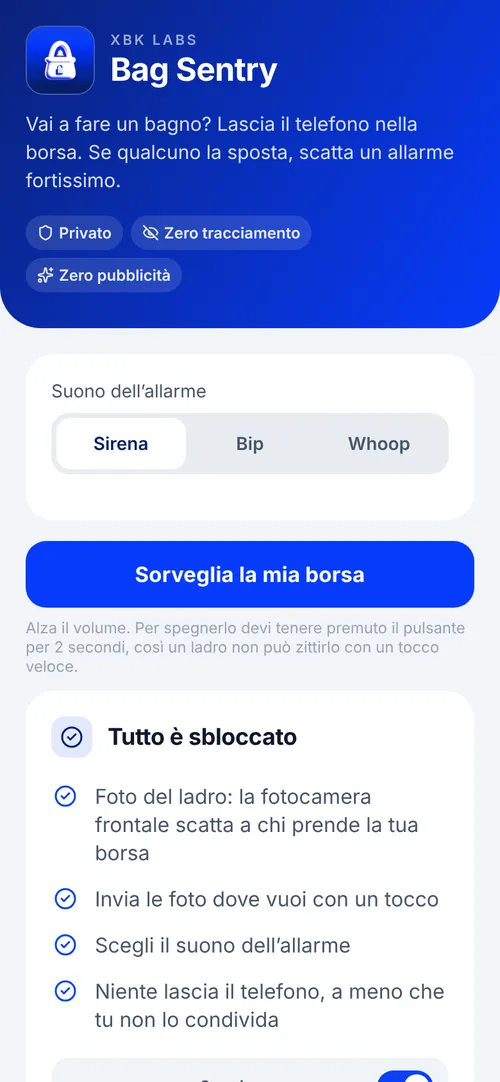 XBK LABS
Bag Sentry
Vai a fare un bagno? Lascia il telefono nella
borsa. Se qualcuno la sposta, scatta un allarme
fortissimo.
Privato
Zero tracciamento
Zero pubblicità
Suono dell’allarme
Sirena
Bip
Whoop
Sorveglia la mia borsa
Alza il volume. Per spegnerlo devi tenere premuto il pulsante
per 2 secondi, così un ladro non può zittirlo con un tocco
veloce.
Tutto è sbloccato
Foto del ladro: la fotocamera
frontale scatta a chi prende la tua
borsa
Invia le foto dove vuoi con un tocco
Scegli il suono dell’allarme
Niente lascia il telefono, a meno che
tu non lo condivida